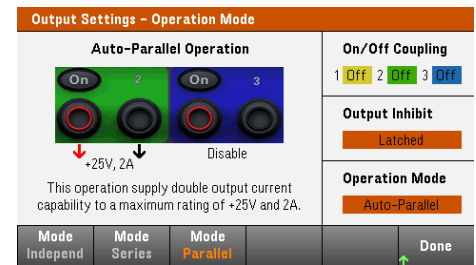 Output Settings - Operation Mode
Auto-Parallel Operation
On 2 On 3
+25V, 2A
Disable
This operation supply double output current
capability to a maximum rating of +25V and 2A.
On/Off Coupling
1 Off 2 Off 3 Off
Output Inhibit
Latched
Operation Mode
Auto-Parallel
Mode
Independ
Mode
Series
Mode
Parallel
Done